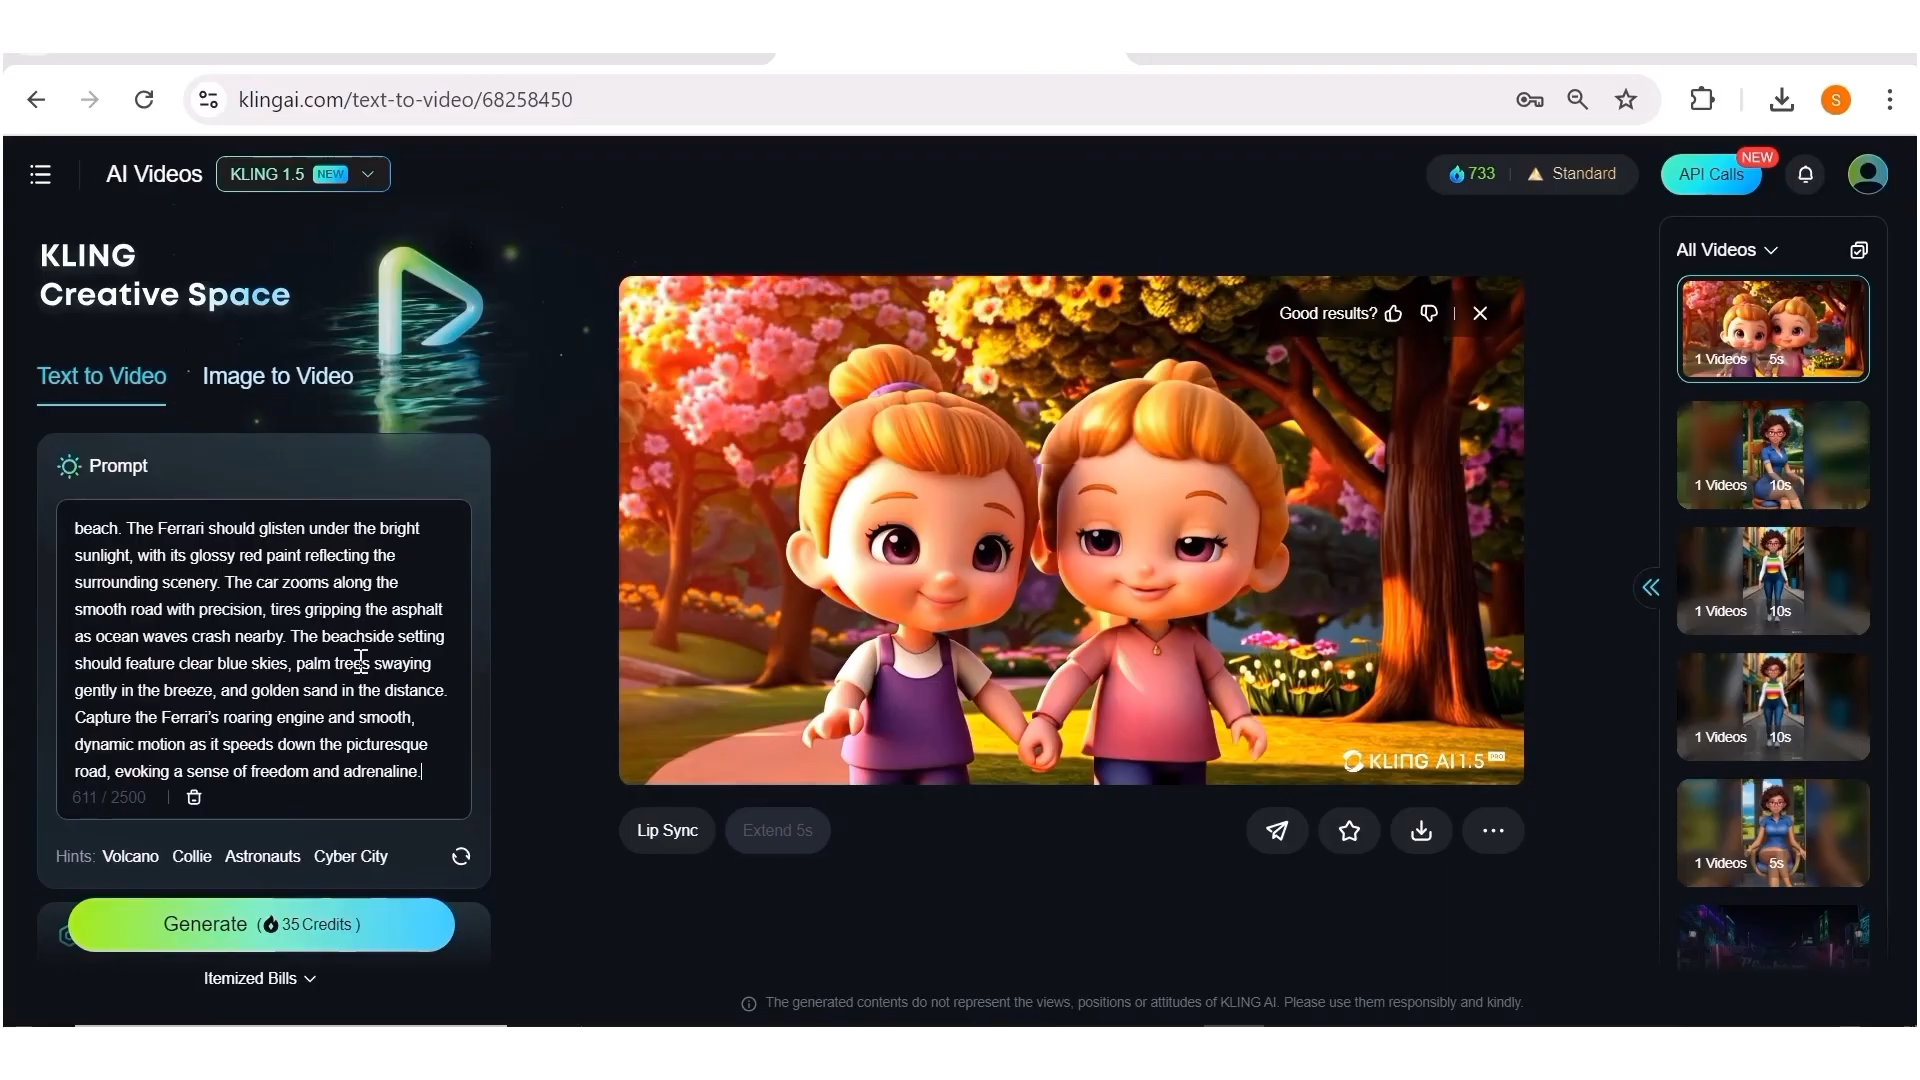 klingai.com/text-to-video/68258450
S
AI Videos
KLING 1.5 NEW
733
Standard
API Calls
NEW
KLING
Creative Space
Text to Video
Image to Video
Prompt
beach. The Ferrari should glisten under the bright
sunlight, with its glossy red paint reflecting the
surrounding scenery. The car zooms along the
smooth road with precision, tires gripping the asphalt
as ocean waves crash nearby. The beachside setting
should feature clear blue skies, palm trees swaying
gently in the breeze, and golden sand in the distance.
Capture the Ferrari's roaring engine and smooth,
dynamic motion as it speeds down the picturesque
road, evoking a sense of freedom and adrenaline.
611 / 2500
Hints: Volcano Collie Astronauts Cyber City
Generate ( 35 Credits )
Itemized Bills
Good results?
KLING AI 1.5 PRO
Lip Sync
Extend 5s
The generated contents do not represent the views, positions or attitudes of KLING AI. Please use them responsibly and kindly.
All Videos
1 Videos 5s
1 Videos 10s
1 Videos 10s
1 Videos 10s
1 Videos 5s